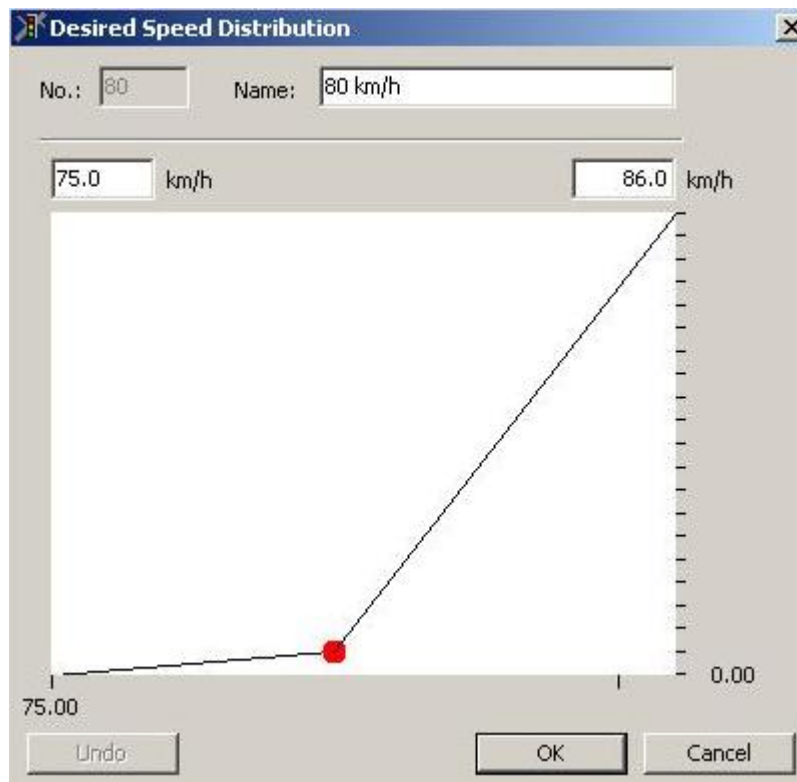 Desired Speed Distribution
No.: 80 Name: 80 km/h
75.0 km/h 86.0 km/h
0.00
75.00
Undo OK Cancel